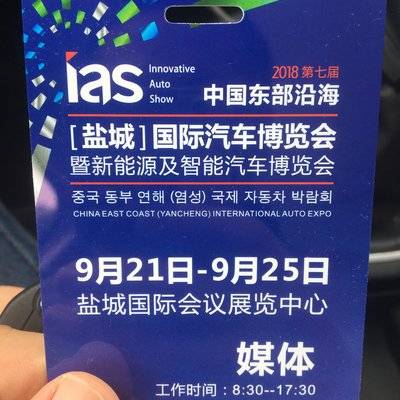 ias Innovative
Auto
Show
2018 第七届
中国东部沿海
[盐城]国际汽车博览会
暨新能源及智能汽车博览会
중국 동부 연해 (염성) 국제 자동차 박람회
CHINA EAST COAST (YANCHENG) INTERNATIONAL AUTO EXPO
9月21日-9月25日
盐城国际会议展览中心
媒体
工作时间：8:30--17:30